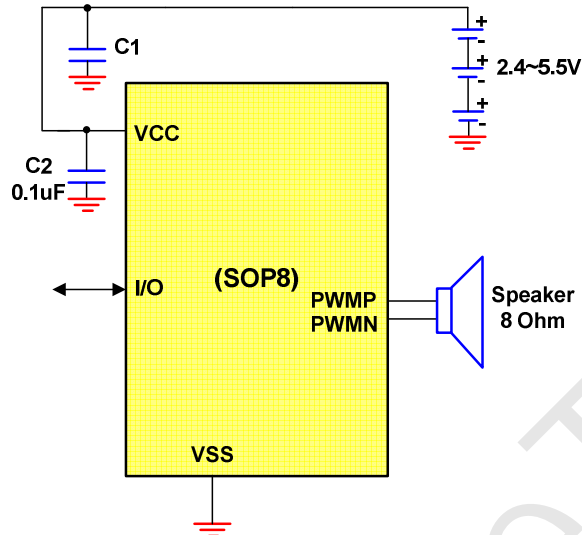 C1
+
-
+
-
+
-
2.4~5.5V
VCC
C2
0.1uF
I/O
(SOP8)
PWMP
PWMN
Speaker
8 Ohm
VSS